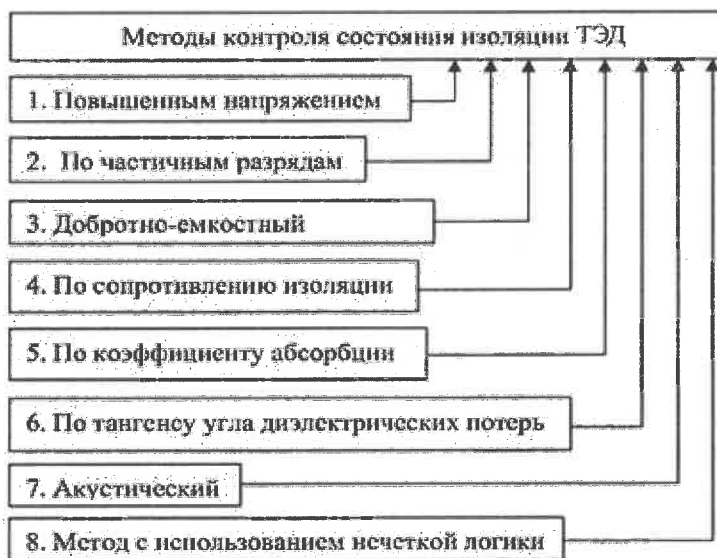 Методы контроля состояния изоляции ТЭД
1. Повышенным напряжением
2. По частичным разрядам
3. Добротно-емкостный
4. По сопротивлению изоляции
5. По коэффициенту абсорбции
6. По тангенсу угла диэлектрических потерь
7. Акустический
8. Метод с использованием нечеткой логики